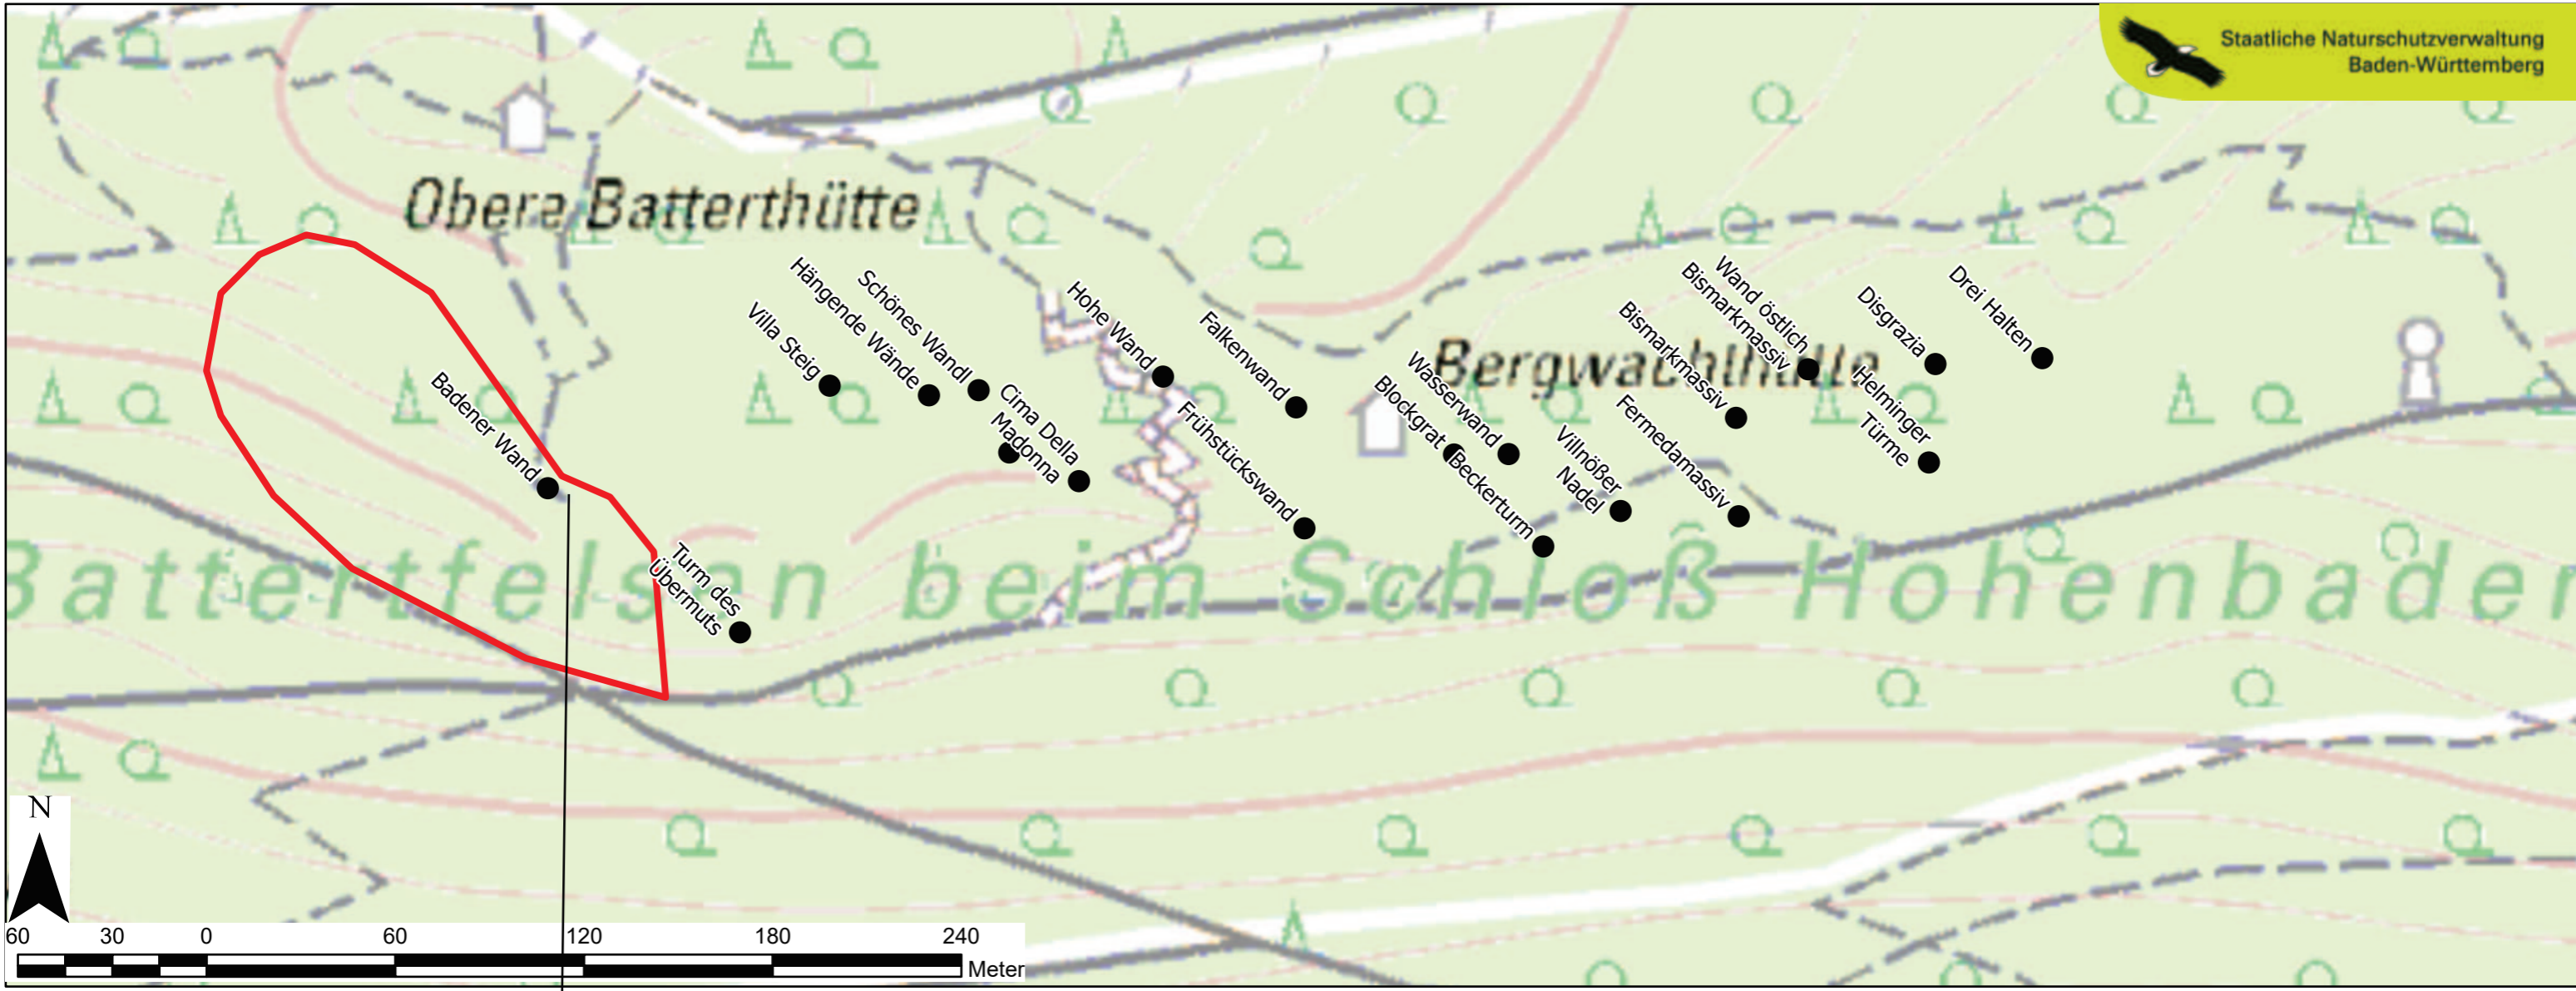 Staatliche Naturschutzverwaltung
Baden-Württemberg
Obere Batterthütte
Hängende Wände
Schönes Wandl
Villa Steig
Hohe Wand
Falkenwand
Wand östlich
Bismarkmassiv
Bismarkmassiv
Disgrazia
Drei Halten
Bergwachthütte
Badener Wand
Cima Della
Madonna
Frühstückswand
Wasserwand
Blockgrat
Beckerturm
Villnößer
Nadel
Fermedamassiv
Helminger
Türme
Turm des
Übermuts
Battertfelsen beim Schloß Hohenbaden
N
60 30 0 60 120 180 240
Meter